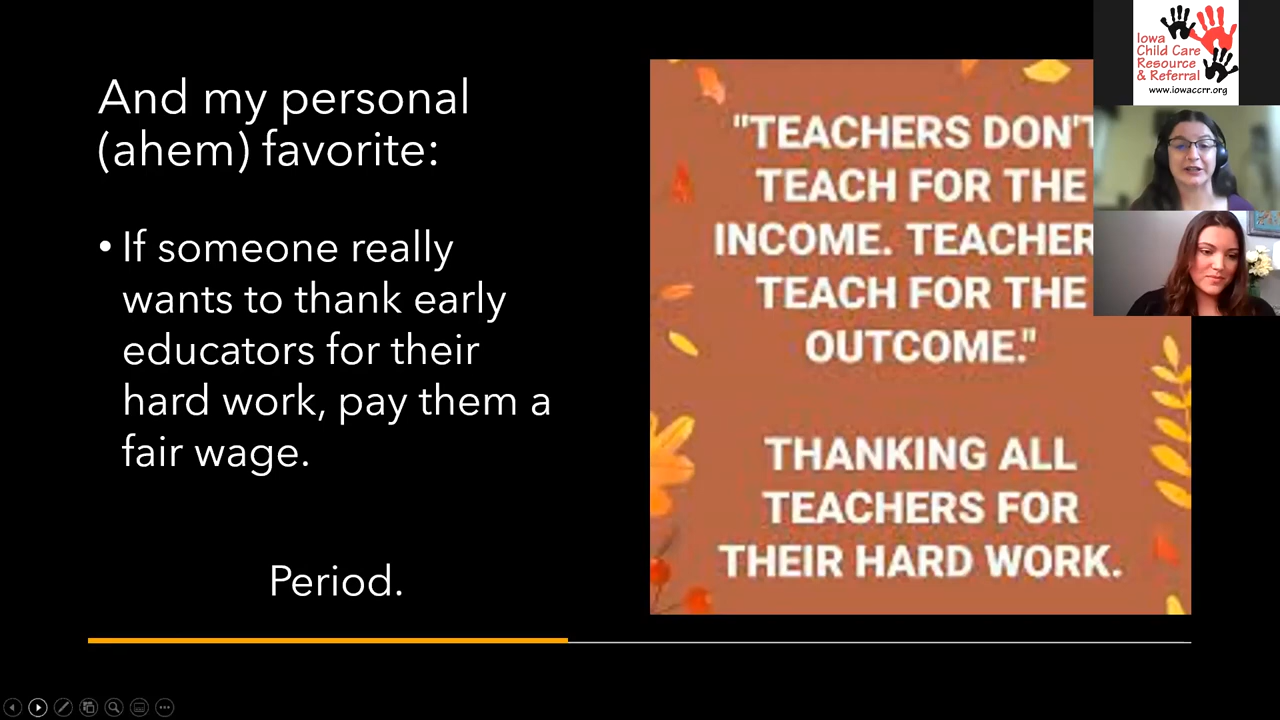 And my personal
(ahem) favorite:
• If someone really
wants to thank early
educators for their
hard work, pay them a
fair wage.
Period.
"TEACHERS DON'T
TEACH FOR THE
INCOME. TEACHER
TEACH FOR THE
OUTCOME."
THANKING ALL
TEACHERS FOR
THEIR HARD WORK.
Iowa
Child Care
Resource
& Referral
www.iowaccrr.org